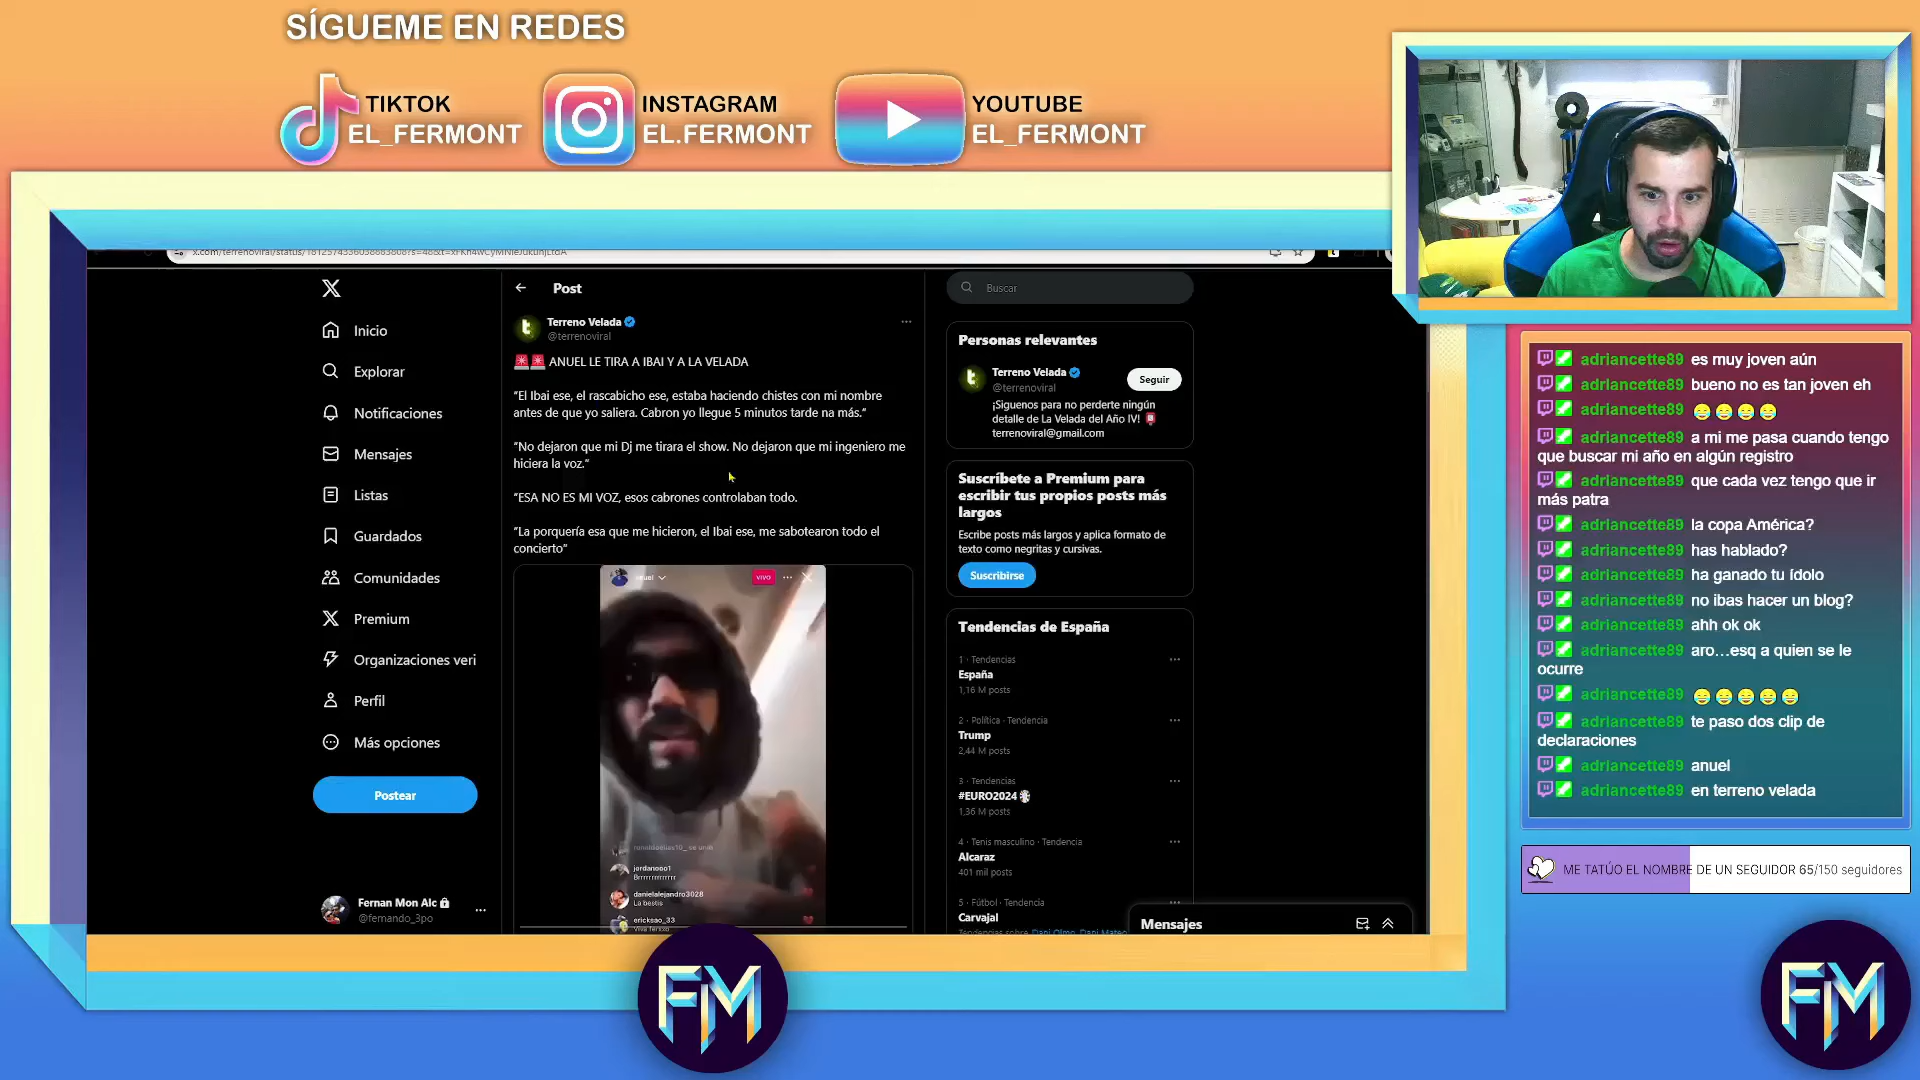 SÍGUEME EN REDES
TIKTOK
EL_FERMONT
INSTAGRAM
EL.FERMONT
YOUTUBE
EL_FERMONT
Inicio
Explorar
Notificaciones
Mensajes
Listas
Guardados
Comunidades
Premium
Organizaciones veri
Perfil
Más opciones
Postear
Fernan Mon Alc
@fernando_3po
Post
Terreno Velada
@terrenoviral
ANUEL LE TIRA A IBAI Y A LA VELADA
"El Ibai ese, el rascabicho ese, estaba haciendo chistes con mi nombre
antes de que yo saliera. Cabron yo llegue 5 minutos tarde na más."
"No dejaron que mi Dj me tirara el show. No dejaron que mi ingeniero me
hiciera la voz."
"ESA NO ES MI VOZ, esos cabrones controlaban todo.
"La porquería esa que me hicieron, el Ibai ese, me sabotearon todo el
concierto"
VIVO
jordanooo1
Brrrrrrrrrrrrr
danielalejandro3028
La bestis
ericksao_33
Buscar
Personas relevantes
Terreno Velada
@terrenoviral
Seguir
¡Siguenos para no perderte ningún
detalle de La Velada del Año IV!
terrenoviral@gmail.com
Suscríbete a Premium para
escribir tus propios posts más
largos
Escribe posts más largos y aplica formato de
texto como negritas y cursivas.
Suscribirse
Tendencias de España
1 · Tendencias
España
1,16 M posts
2 · Política · Tendencia
Trump
2,44 M posts
3 · Tendencias
#EURO2024
1,36 M posts
4 · Tenis masculino · Tendencia
Alcaraz
401 mil posts
5 · Fútbol · Tendencia
Carvajal
Mensajes
adriancette89 es muy joven aún
adriancette89 bueno no es tan joven eh
adriancette89 😂😂😂😂
adriancette89 a mi me pasa cuando tengo
que buscar mi año en algún registro
adriancette89 que cada vez tengo que ir
más patra
adriancette89 la copa América?
adriancette89 has hablado?
adriancette89 ha ganado tu ídolo
adriancette89 no ibas hacer un blog?
adriancette89 ahh ok ok
adriancette89 aro…esq a quien se le
ocurre
adriancette89 😂😂😂😂😂
adriancette89 te paso dos clip de
declaraciones
adriancette89 anuel
adriancette89 en terreno velada
ME TATÚO EL NOMBRE DE UN SEGUIDOR 65/150 seguidores
FM
FM